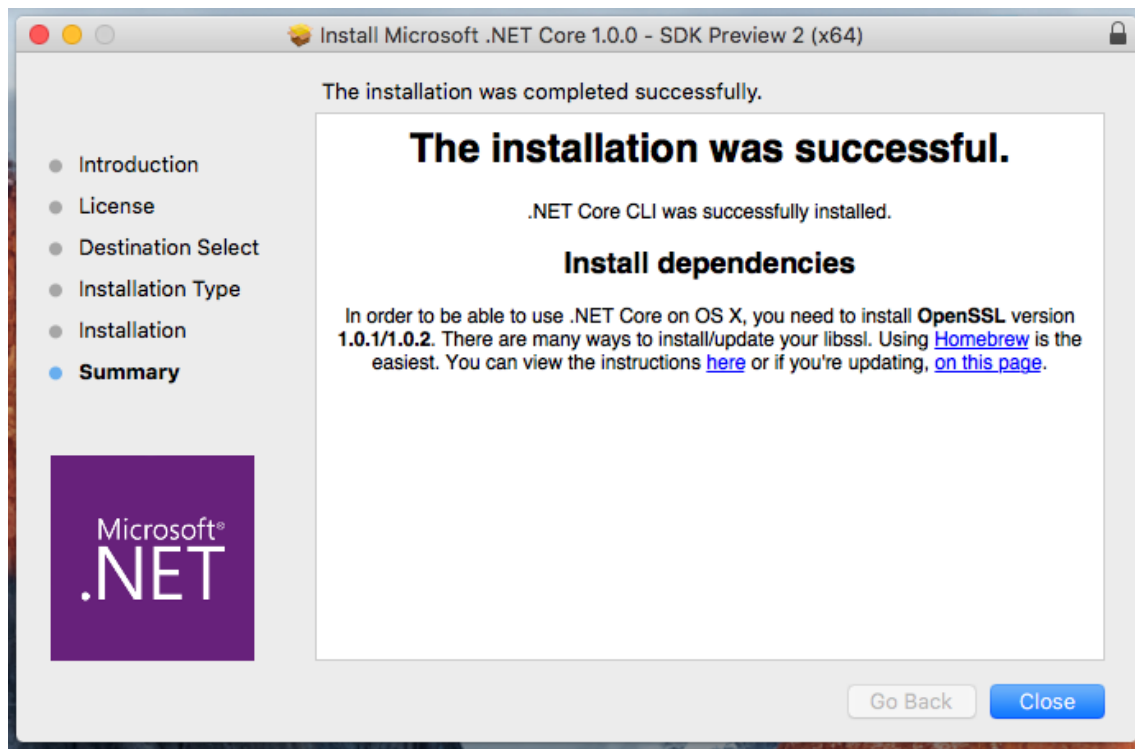 Install Microsoft .NET Core 1.0.0 - SDK Preview 2 (x64)
The installation was completed successfully.
Introduction
License
Destination Select
Installation Type
Installation
Summary
The installation was successful.
.NET Core CLI was successfully installed.
Install dependencies
In order to be able to use .NET Core on OS X, you need to install OpenSSL version
1.0.1/1.0.2. There are many ways to install/update your libssl. Using Homebrew is the
easiest. You can view the instructions here or if you're updating, on this page.
Microsoft®
.NET
Go Back
Close